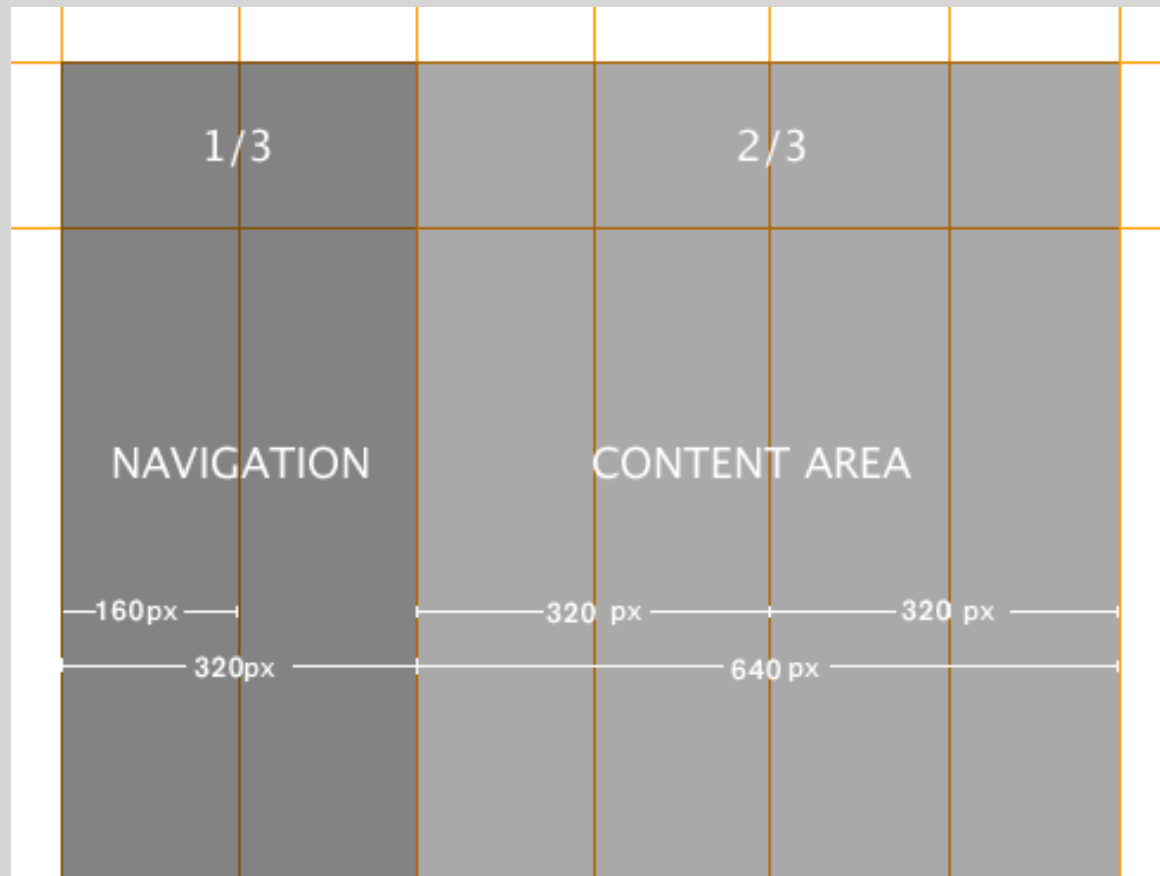 1/3
2/3
NAVIGATION
CONTENT AREA
160px
320 px
320 px
320px
640 px